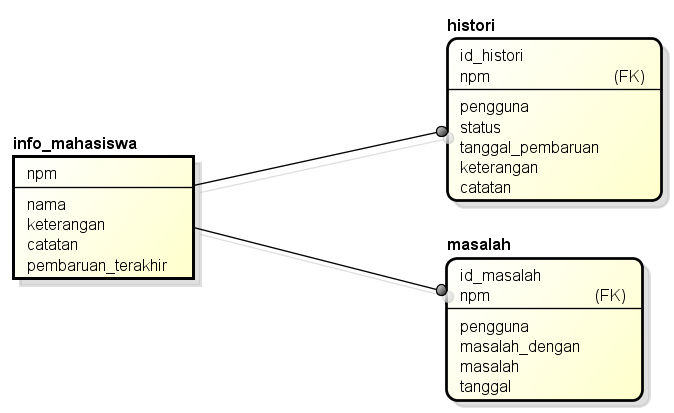 info_mahasiswa
npm
nama
keterangan
catatan
pembaruan_terakhir
histori
id_histori
npm (FK)
pengguna
status
tanggal_pembaruan
keterangan
catatan
masalah
id_masalah
npm (FK)
pengguna
masalah_dengan
masalah
tanggal